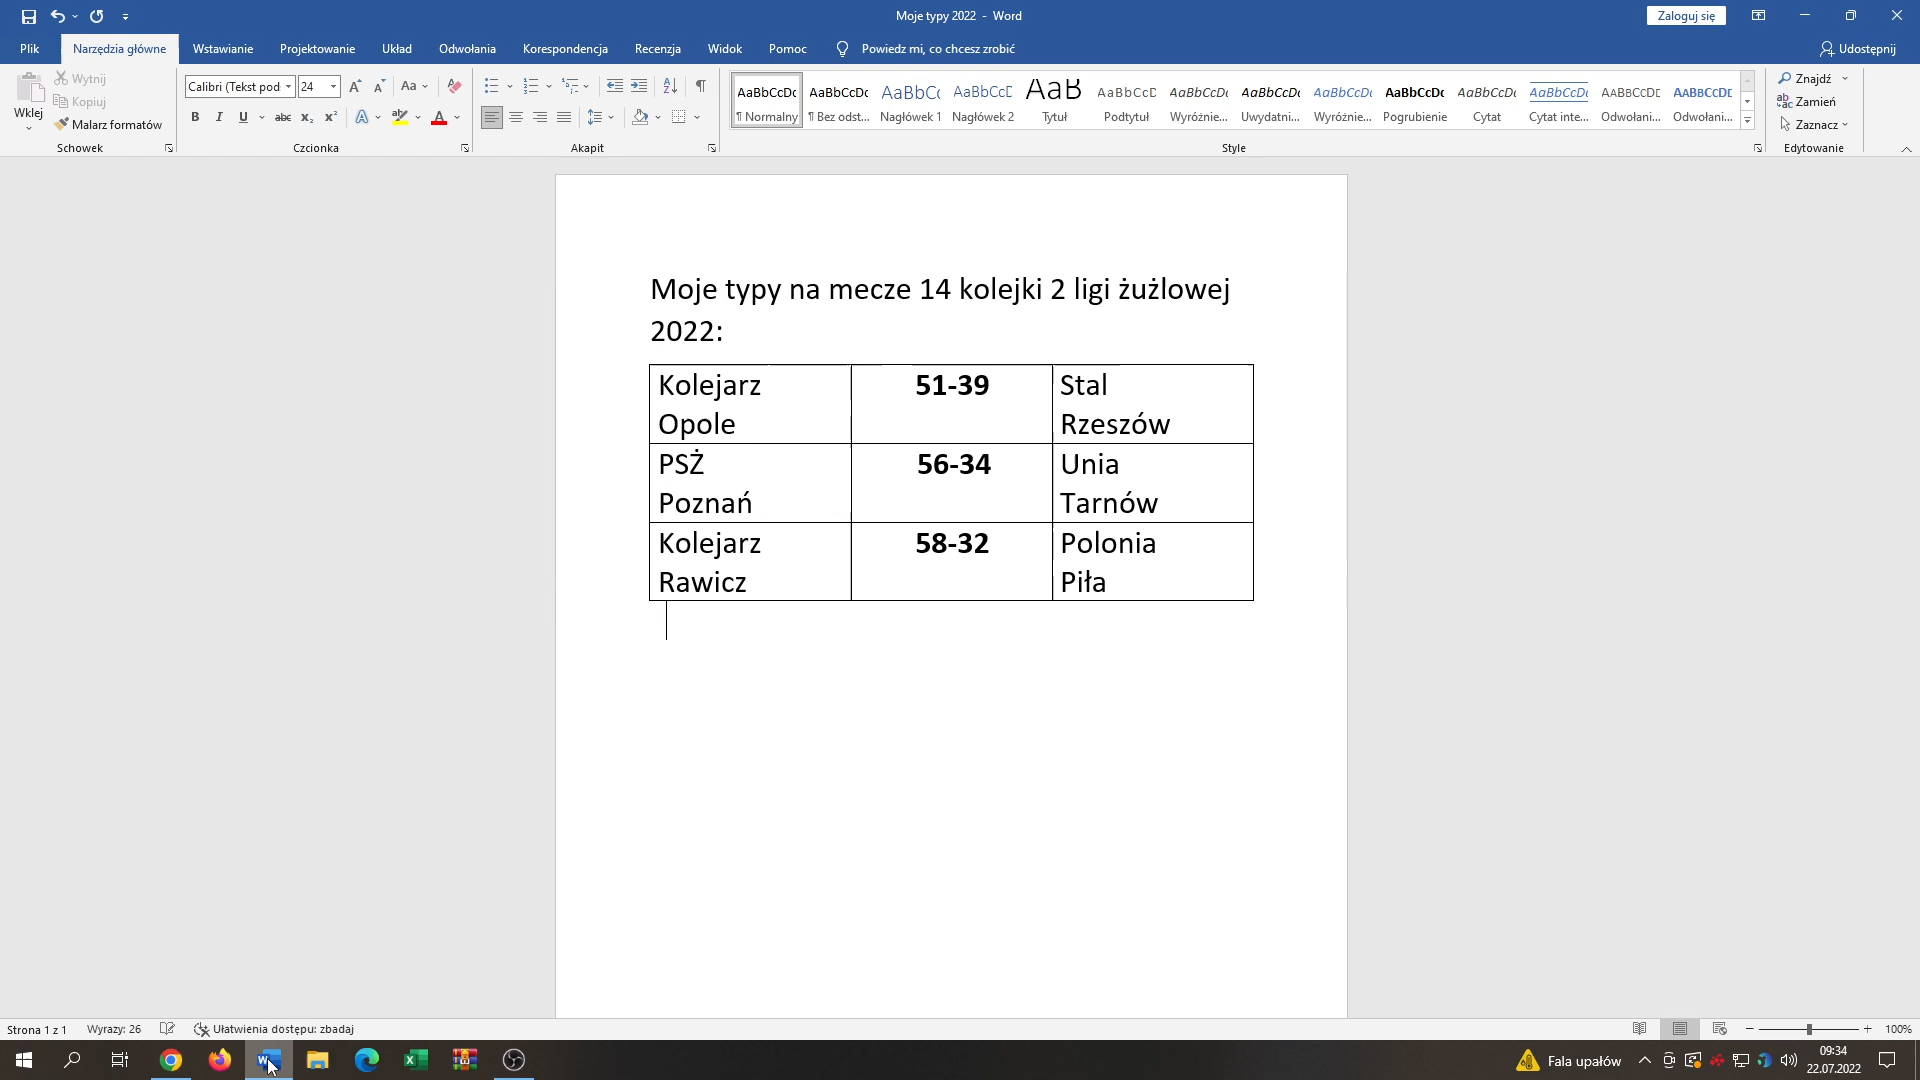 Moje typy 2022 - Word
Zaloguj się
Plik Narzędzia główne Wstawianie Projektowanie Układ Odwołania Korespondencja Recenzja Widok Pomoc Powiedz mi, co chcesz zrobić Udostępnij
Wklej
Wytnij
Kopiuj
Malarz formatów
Schowek
Calibri (Tekst pod 24
Czcionka
Akapit
AaBbCcDc AaBbCcDc AaBbCc AaBbCcD AaB AaBbCcD AaBbCcDc AaBbCcDc AaBbCcDc AaBbCcDc AaBbCcDc AaBbCcDc AABBCCDD AABBCCDD
¶ Normalny ¶ Bez odst... Nagłówek 1 Nagłówek 2 Tytuł Podtytuł Wyróżnie... Uwydatni... Wyróżnie... Pogrubienie Cytat Cytat inte... Odwołani... Odwołani...
Style
Znajdź
Zamień
Zaznacz
Edytowanie
Moje typy na mecze 14 kolejki 2 ligi żużlowej
2022:
Kolejarz 51-39 Stal
Opole Rzeszów
PSŻ 56-34 Unia
Poznań Tarnów
Kolejarz 58-32 Polonia
Rawicz Piła
Strona 1 z 1 Wyrazy: 26 Ułatwienia dostępu: zbadaj 100%
Fala upałów
09:34
22.07.2022